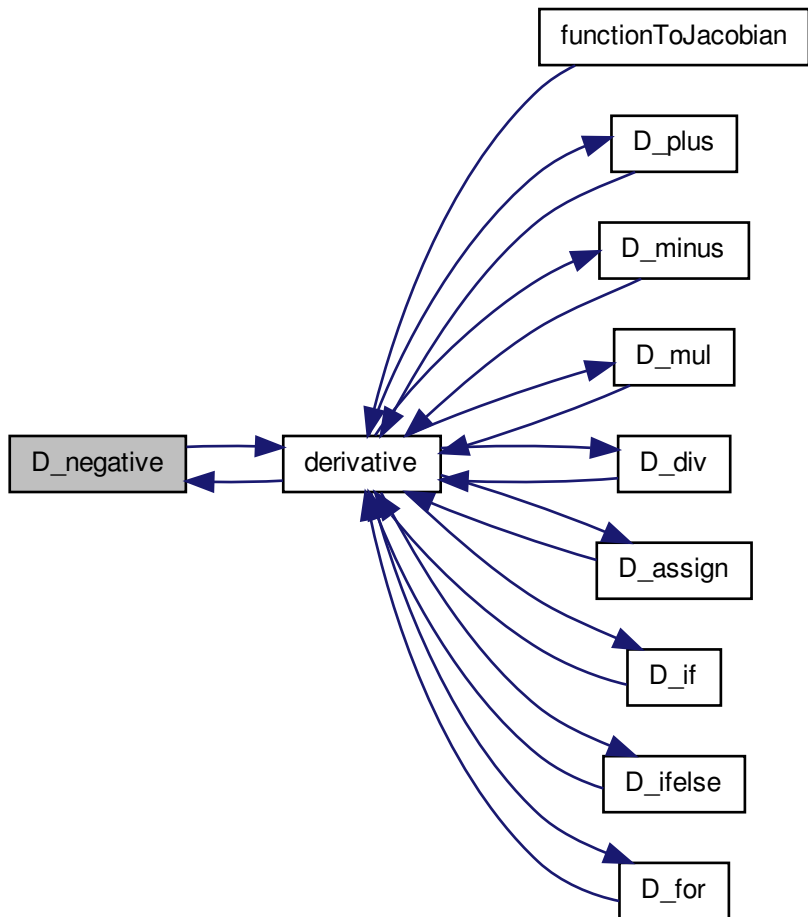 functionToJacobian
D_plus
D_minus
D_mul
D_negative
derivative
D_div
D_assign
D_if
D_ifelse
D_for